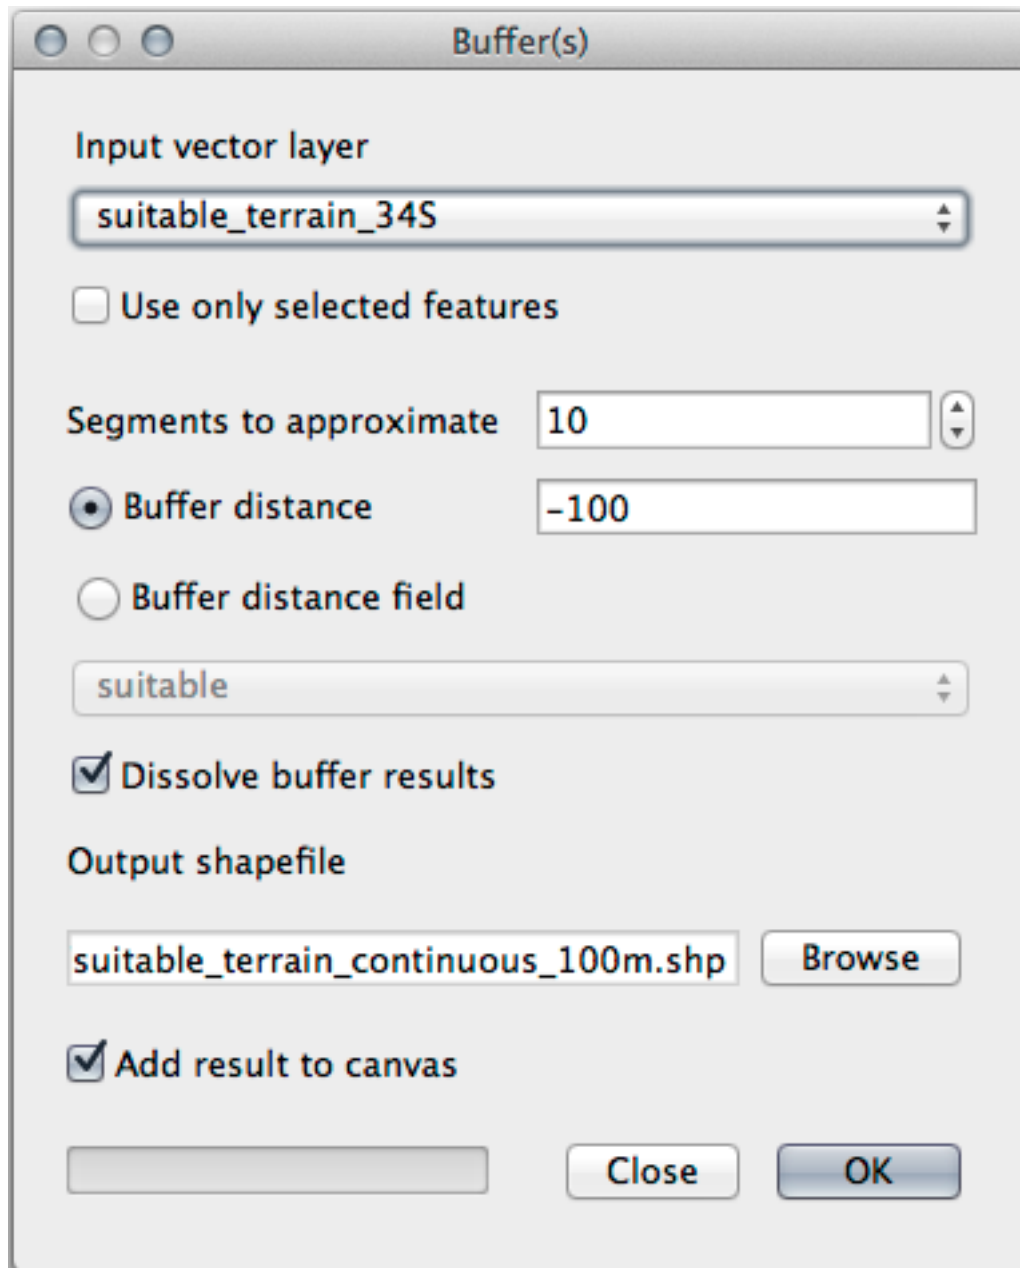 Buffer(s)
Input vector layer
suitable_terrain_34S
Use only selected features
Segments to approximate 10
Buffer distance -100
Buffer distance field
suitable
Dissolve buffer results
Output shapefile
suitable_terrain_continuous_100m.shp Browse
Add result to canvas
Close OK